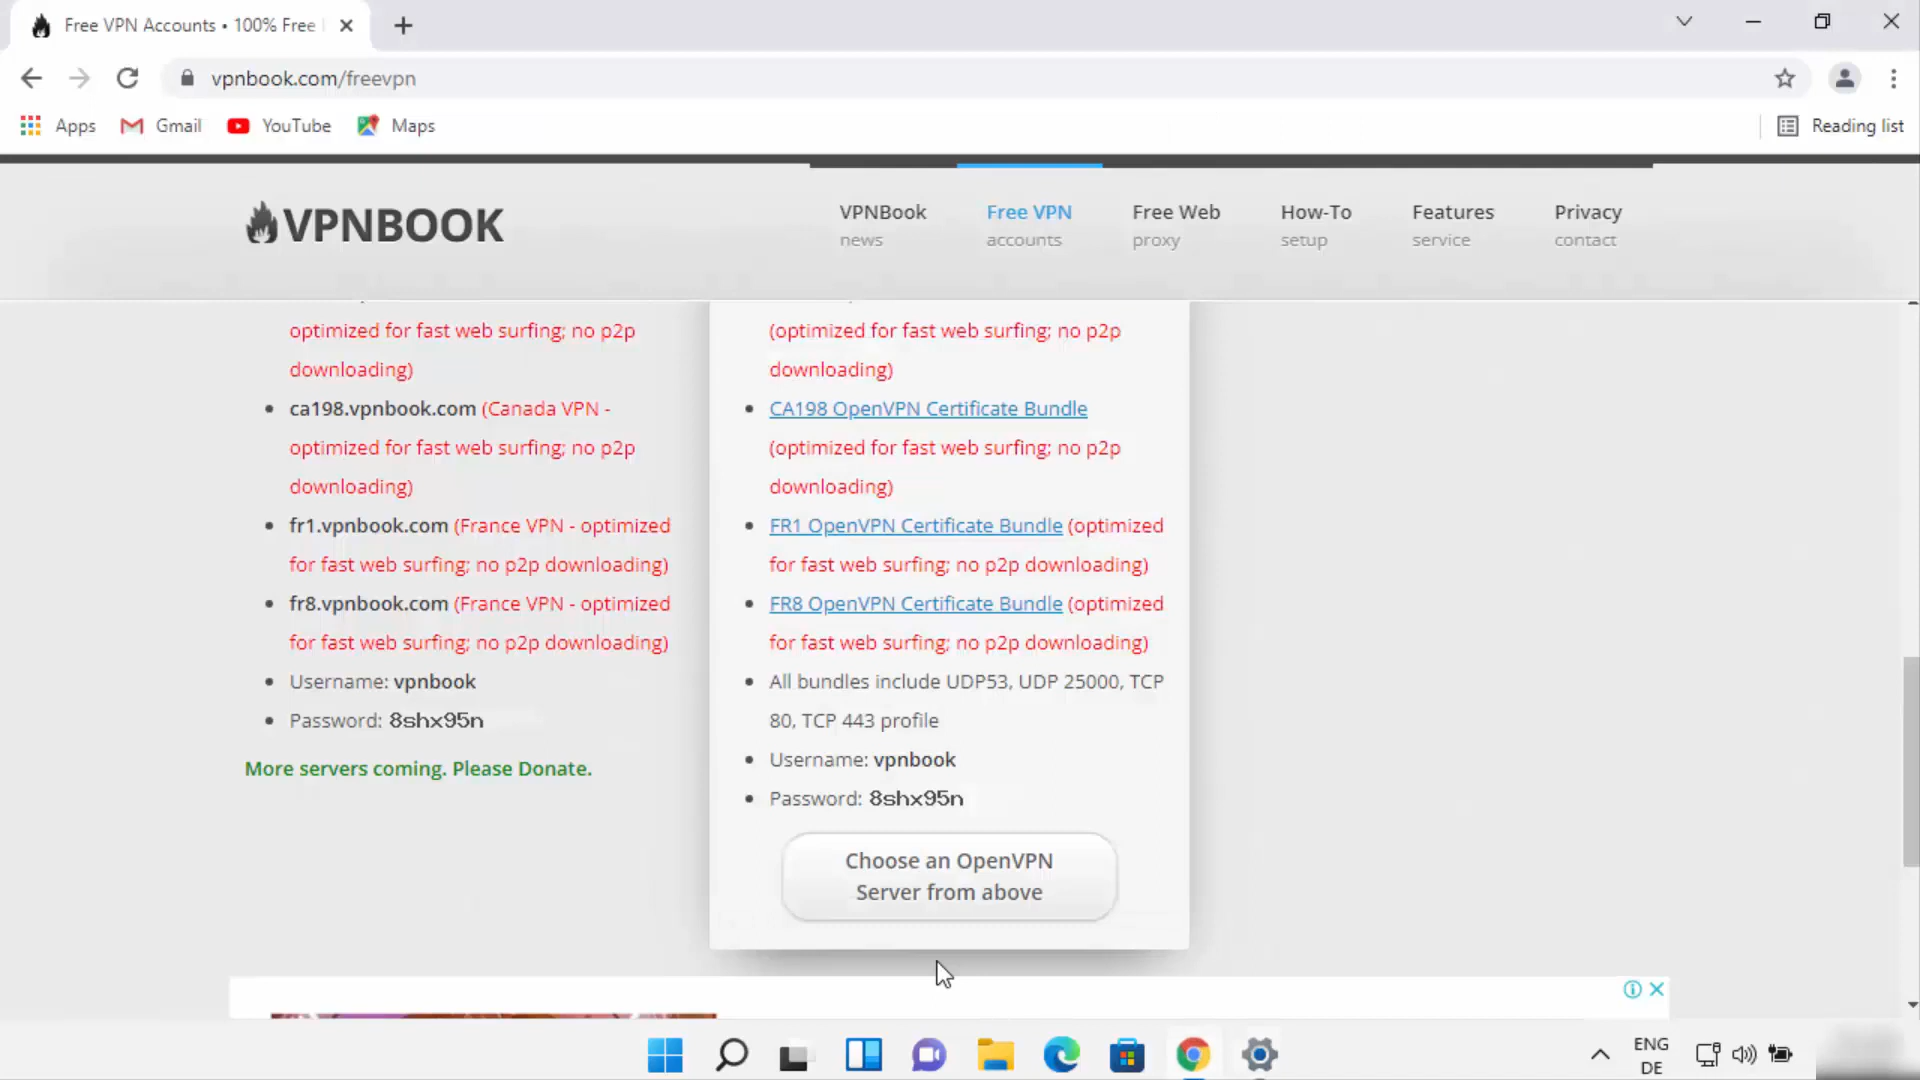 Free VPN Accounts • 100% Free
vpnbook.com/freevpn
Apps
Gmail
YouTube
Maps
Reading list
VPNBOOK
VPNBook
news
Free VPN
accounts
Free Web
proxy
How-To
setup
Features
service
Privacy
contact
optimized for fast web surfing; no p2p
downloading)
ca198.vpnbook.com (Canada VPN -
optimized for fast web surfing; no p2p
downloading)
fr1.vpnbook.com (France VPN - optimized
for fast web surfing; no p2p downloading)
fr8.vpnbook.com (France VPN - optimized
for fast web surfing; no p2p downloading)
Username: vpnbook
Password: 8shx95n
More servers coming. Please Donate.
(optimized for fast web surfing; no p2p
downloading)
CA198 OpenVPN Certificate Bundle
(optimized for fast web surfing; no p2p
downloading)
FR1 OpenVPN Certificate Bundle (optimized
for fast web surfing; no p2p downloading)
FR8 OpenVPN Certificate Bundle (optimized
for fast web surfing; no p2p downloading)
All bundles include UDP53, UDP 25000, TCP
80, TCP 443 profile
Username: vpnbook
Password: 8shx95n
Choose an OpenVPN
Server from above
ENG
DE